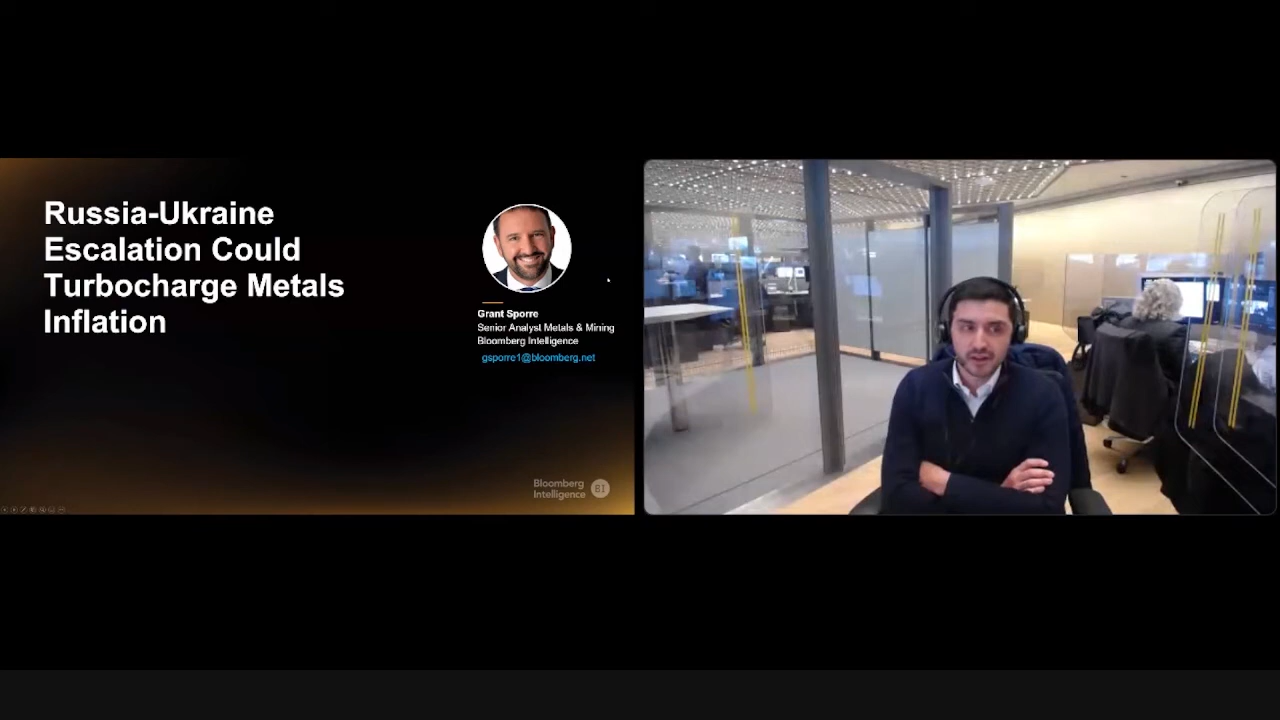 Russia-Ukraine
Escalation Could
Turbocharge Metals
Inflation
Grant Sporre
Senior Analyst Metals & Mining
Bloomberg Intelligence
gsporre1@bloomberg.net
Bloomberg
Intelligence
BI